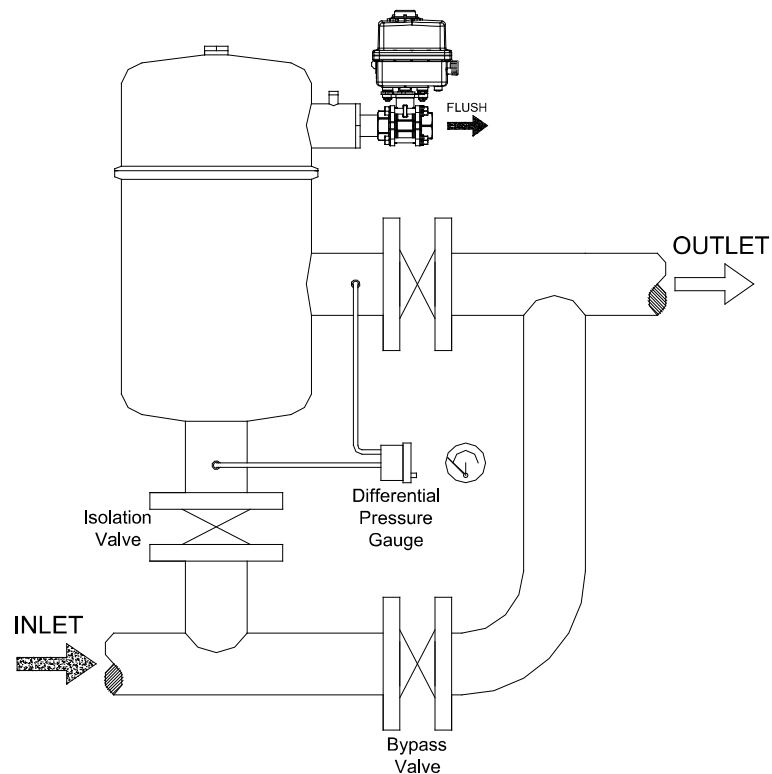 FLUSH
OUTLET
Isolation
Valve
Differential
Pressure
Gauge
INLET
Bypass
Valve